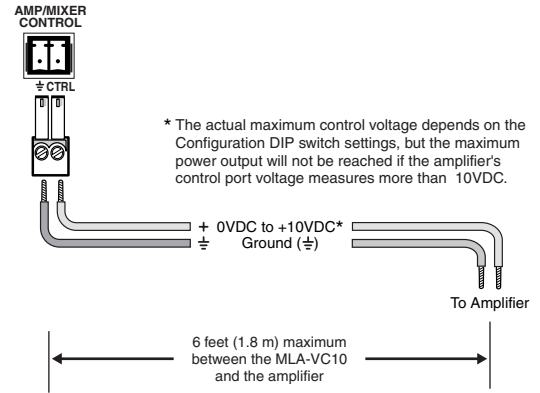 AMP/MIXER
CONTROL
⏚ CTRL
* The actual maximum control voltage depends on the
Configuration DIP switch settings, but the maximum
power output will not be reached if the amplifier's
control port voltage measures more than 10VDC.
+ 0VDC to +10VDC*
⏚ Ground (⏚)
To Amplifier
6 feet (1.8 m) maximum
between the MLA-VC10
and the amplifier